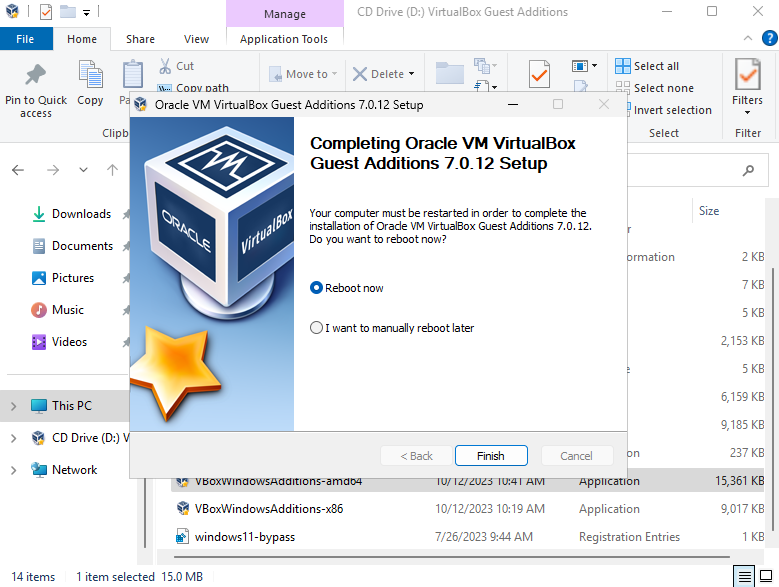 Manage
CD Drive (D:) VirtualBox Guest Additions
File
Home
Share
View
Application Tools
Pin to Quick
access
Copy
Cut
Copy path
Move to
Delete
Select all
Select none
Invert selection
Select
Filters
Filter
Oracle VM VirtualBox Guest Additions 7.0.12 Setup
ORACLE
VirtualBox
Completing Oracle VM VirtualBox
Guest Additions 7.0.12 Setup
Your computer must be restarted in order to complete the
installation of Oracle VM VirtualBox Guest Additions 7.0.12.
Do you want to reboot now?
Reboot now
I want to manually reboot later
< Back
Finish
Cancel
Downloads
Documents
Pictures
Music
Videos
This PC
CD Drive (D:) V
Network
Size
2 KB
7 KB
5 KB
2,153 KB
5 KB
6,159 KB
9,185 KB
237 KB
VBoxWindowsAdditions-amd64 10/12/2023 10:41 AM Application 15,361 KB
VBoxWindowsAdditions-x86 10/12/2023 10:19 AM Application 9,017 KB
windows11-bypass 7/26/2023 9:44 AM Registration Entries 1 KB
14 items 1 item selected 15.0 MB